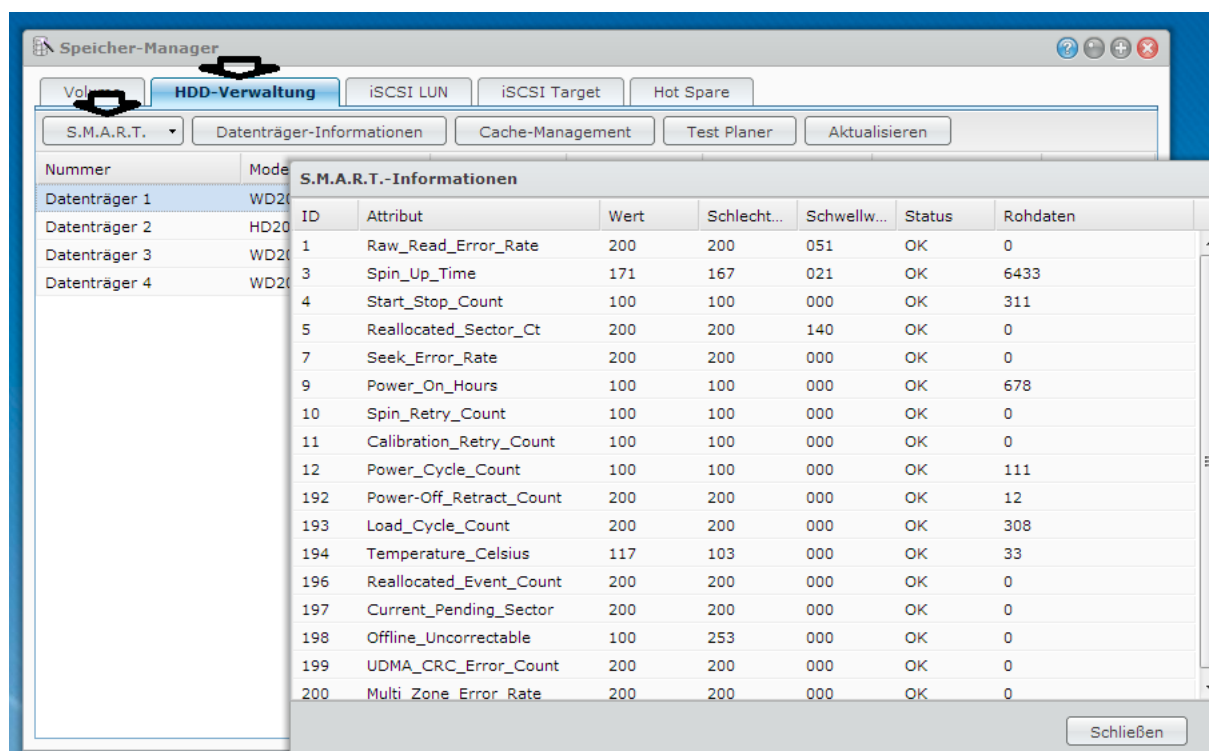 Speicher-Manager
HDD-Verwaltung iSCSI LUN iSCSI Target Hot Spare
S.M.A.R.T. Datenträger-Informationen Cache-Management Test Planer Aktualisieren
Nummer Mode
Datenträger 1 WD20
Datenträger 2 HD20
Datenträger 3 WD20
Datenträger 4 WD20
S.M.A.R.T.-Informationen
ID Attribut Wert Schlecht... Schwellw... Status Rohdaten
1 Raw_Read_Error_Rate 200 200 051 OK 0
3 Spin_Up_Time 171 167 021 OK 6433
4 Start_Stop_Count 100 100 000 OK 311
5 Reallocated_Sector_Ct 200 200 140 OK 0
7 Seek_Error_Rate 200 200 000 OK 0
9 Power_On_Hours 100 100 000 OK 678
10 Spin_Retry_Count 100 100 000 OK 0
11 Calibration_Retry_Count 100 100 000 OK 0
12 Power_Cycle_Count 100 100 000 OK 111
192 Power-Off_Retract_Count 200 200 000 OK 12
193 Load_Cycle_Count 200 200 000 OK 308
194 Temperature_Celsius 117 103 000 OK 33
196 Reallocated_Event_Count 200 200 000 OK 0
197 Current_Pending_Sector 200 200 000 OK 0
198 Offline_Uncorrectable 100 253 000 OK 0
199 UDMA_CRC_Error_Count 200 200 000 OK 0
200 Multi_Zone_Error_Rate 200 200 000 OK 0
Schließen